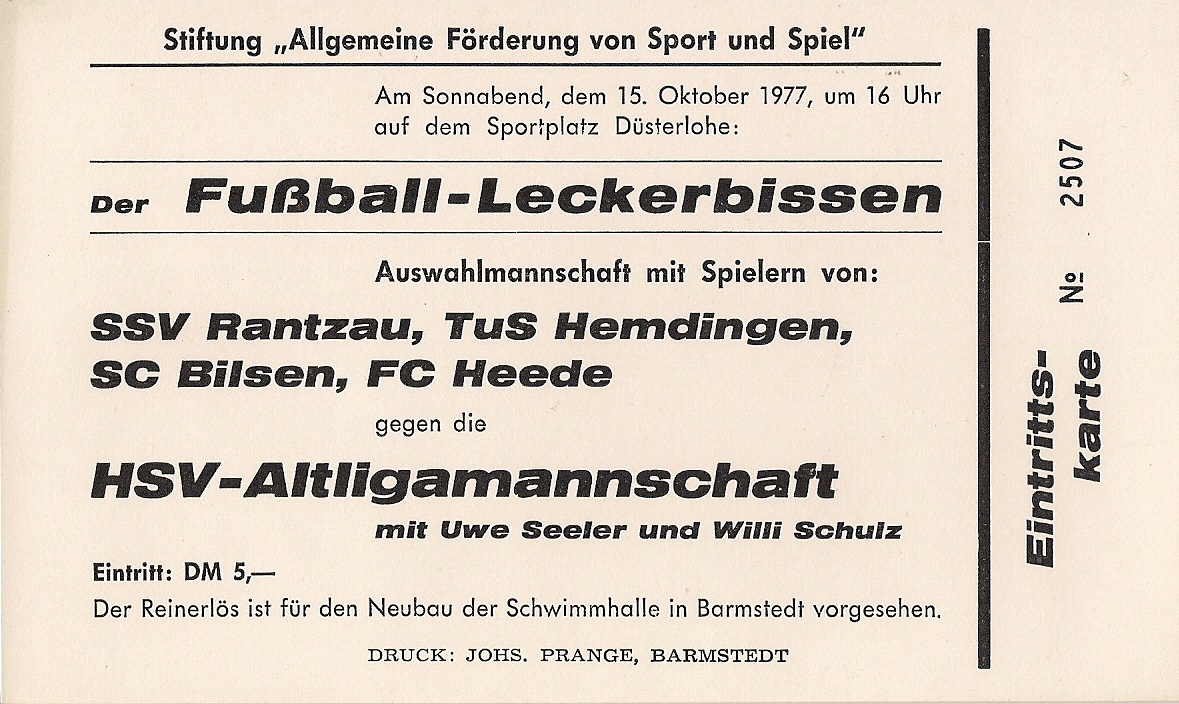 Stiftung „Allgemeine Förderung von Sport und Spiel“
Am Sonnabend, dem 15. Oktober 1977, um 16 Uhr
auf dem Sportplatz Düsterlohe:
Der Fußball-Leckerbissen
Auswahlmannschaft mit Spielern von:
SSV Rantzau, TuS Hemdingen,
SC Bilsen, FC Heede
gegen die
HSV-Altligamannschaft
mit Uwe Seeler und Willi Schulz
Eintritt: DM 5,—
Der Reinerlös ist für den Neubau der Schwimmhalle in Barmstedt vorgesehen.
DRUCK: JOHS. PRANGE, BARMSTEDT
Eintritts-
karte № 2507